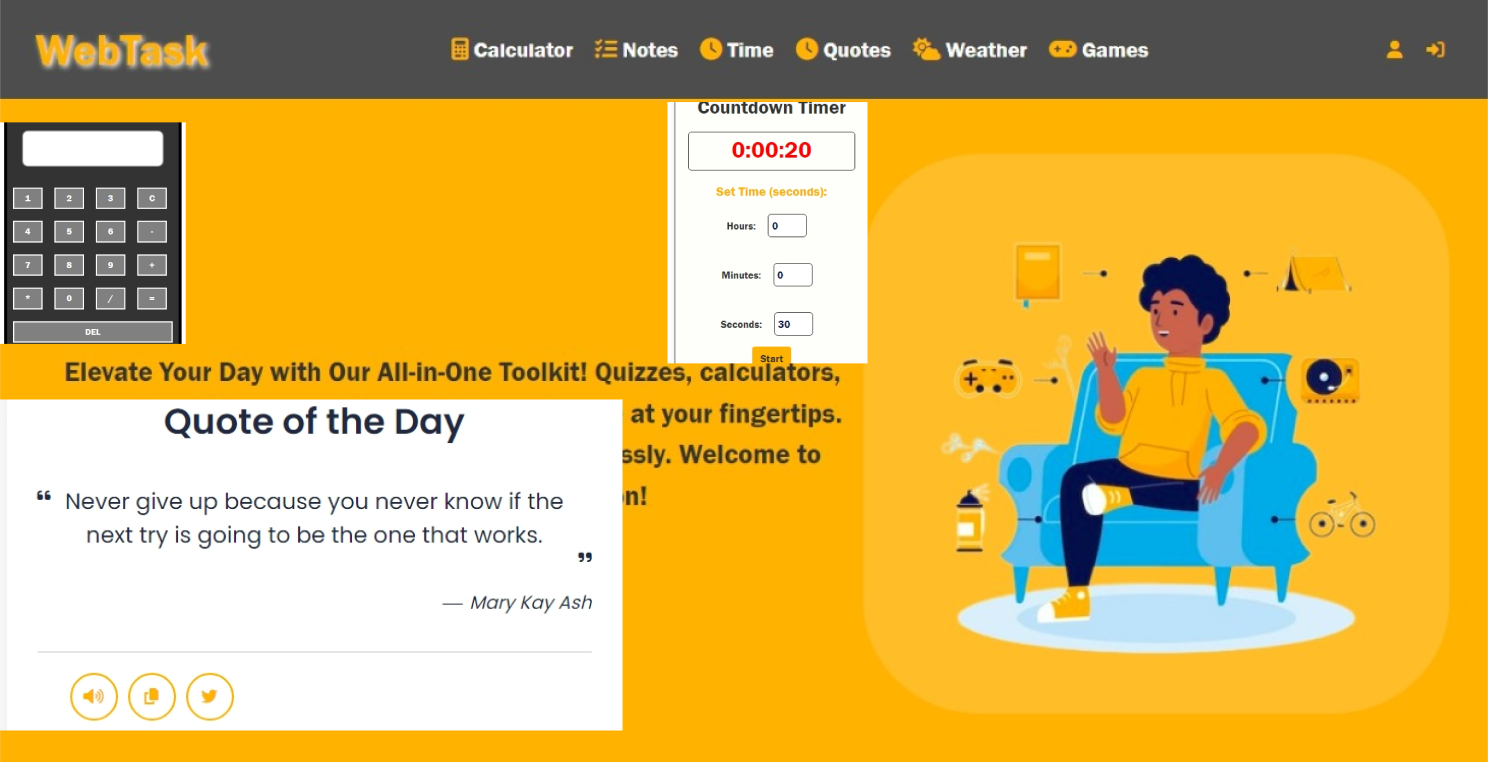 WebTask
Calculator Notes Time Quotes Weather Games
Countdown Timer
0:00:20
Set Time (seconds):
Hours: 0
Minutes: 0
Seconds: 30
Start
1 2 3 C
4 5 6 -
7 8 9 +
* 0 / =
DEL
Elevate Your Day with Our All-in-One Toolkit! Quizzes, calculators,
at your fingertips.
ssly. Welcome to
n!
Quote of the Day
❝ Never give up because you never know if the
next try is going to be the one that works.
❞
— Mary Kay Ash